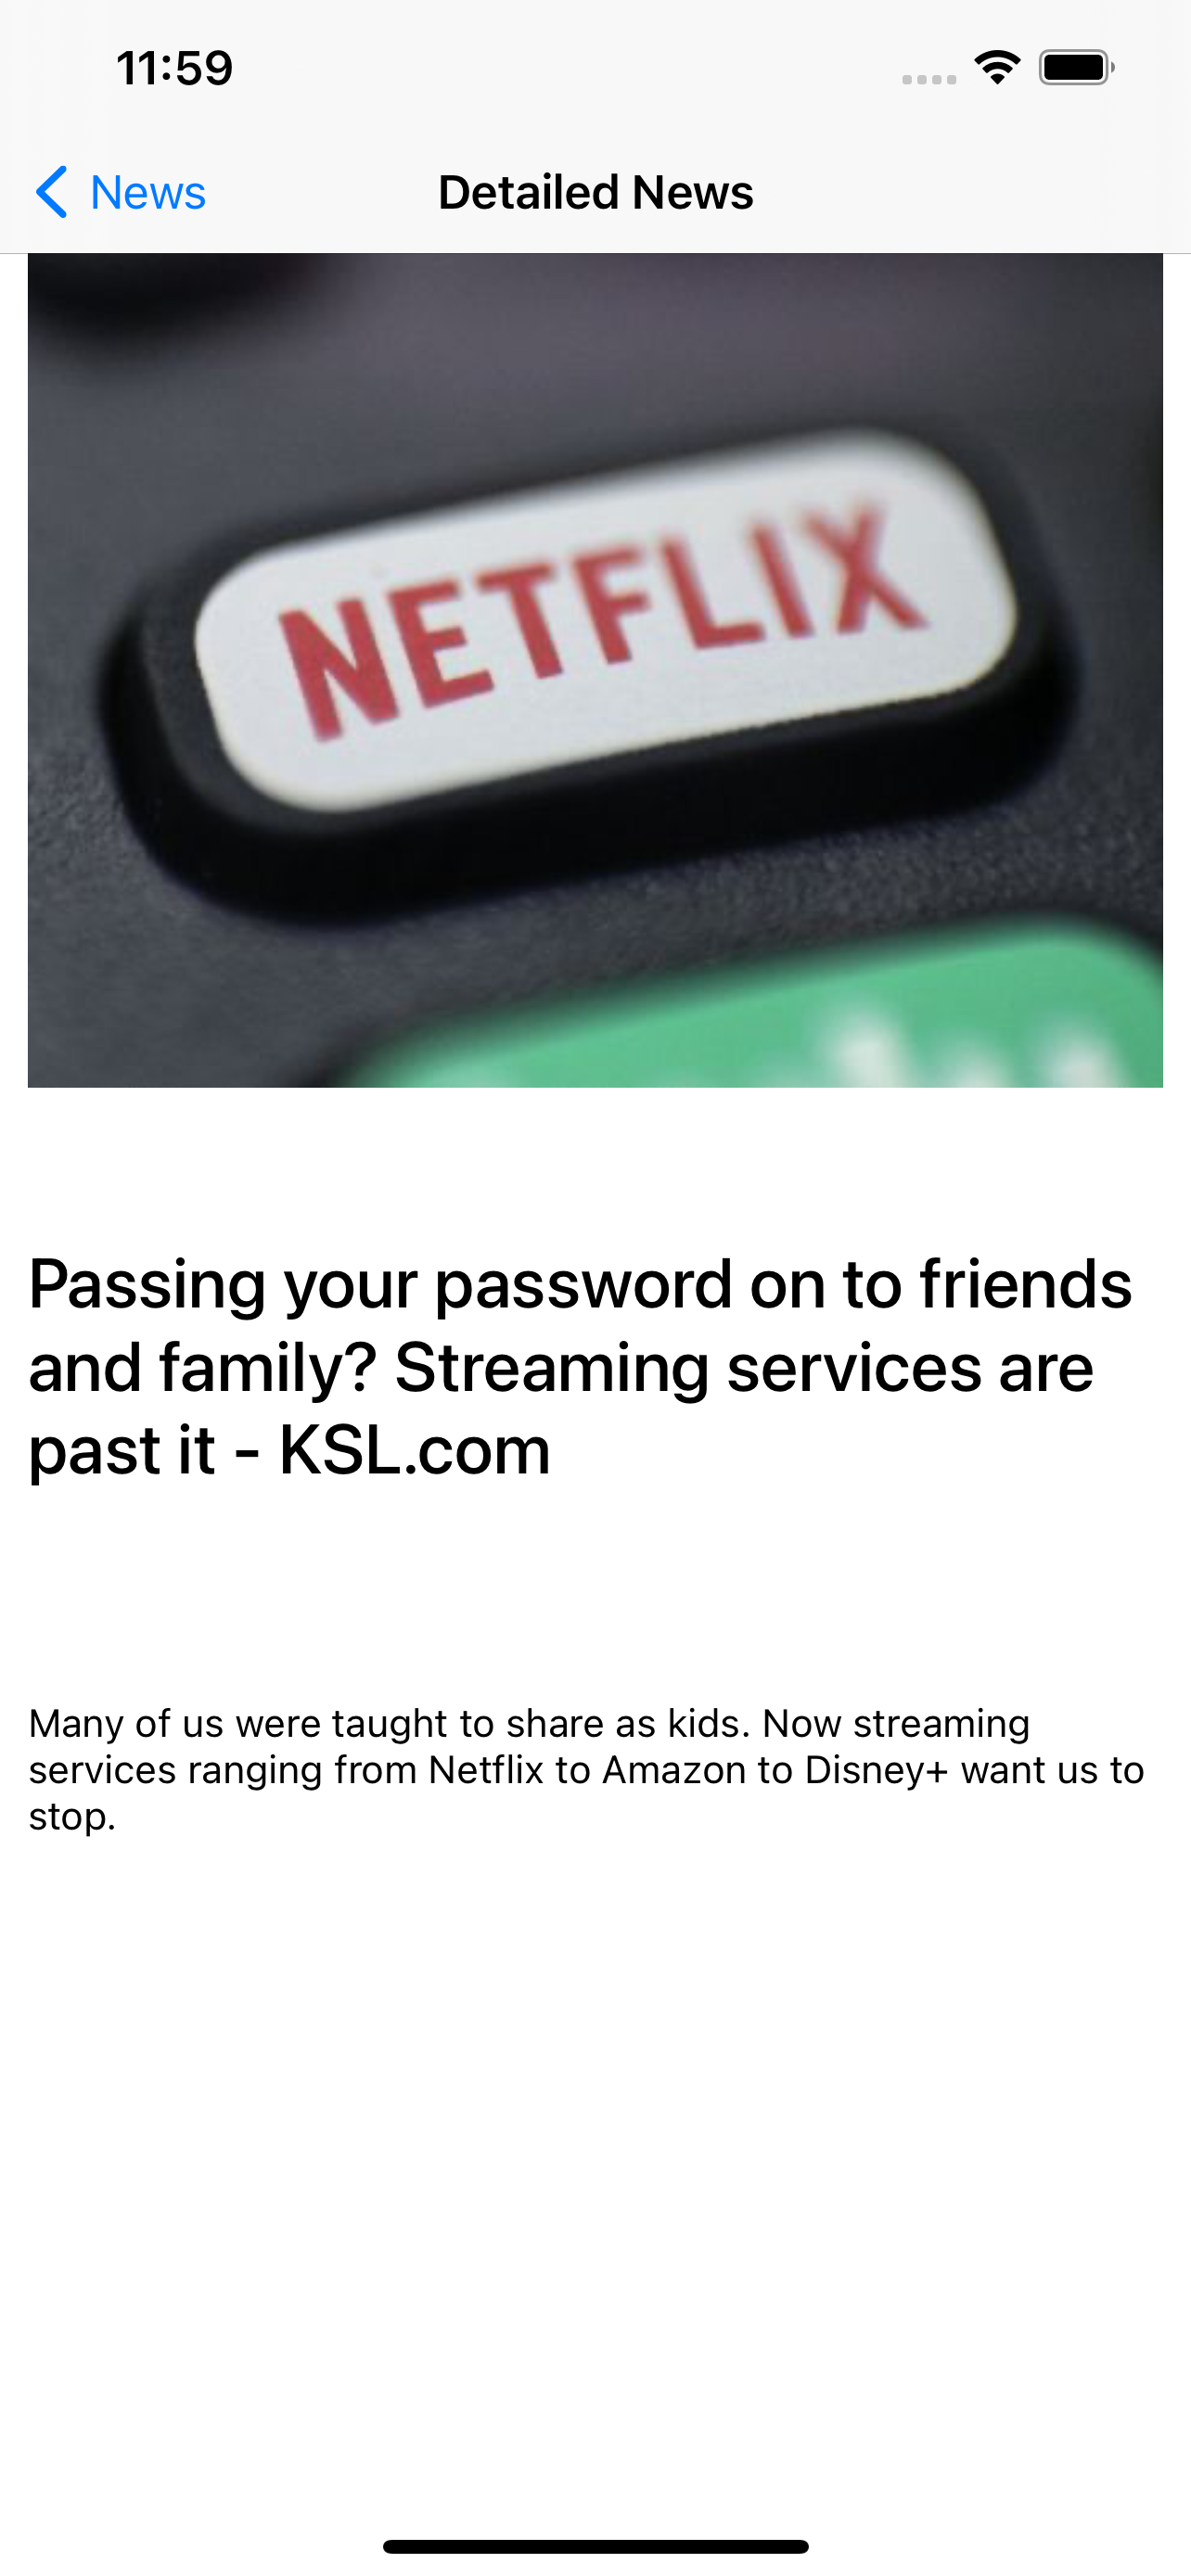 11:59
News
Detailed News
NETFLIX
Passing your password on to friends
and family? Streaming services are
past it - KSL.com
Many of us were taught to share as kids. Now streaming
services ranging from Netflix to Amazon to Disney+ want us to
stop.